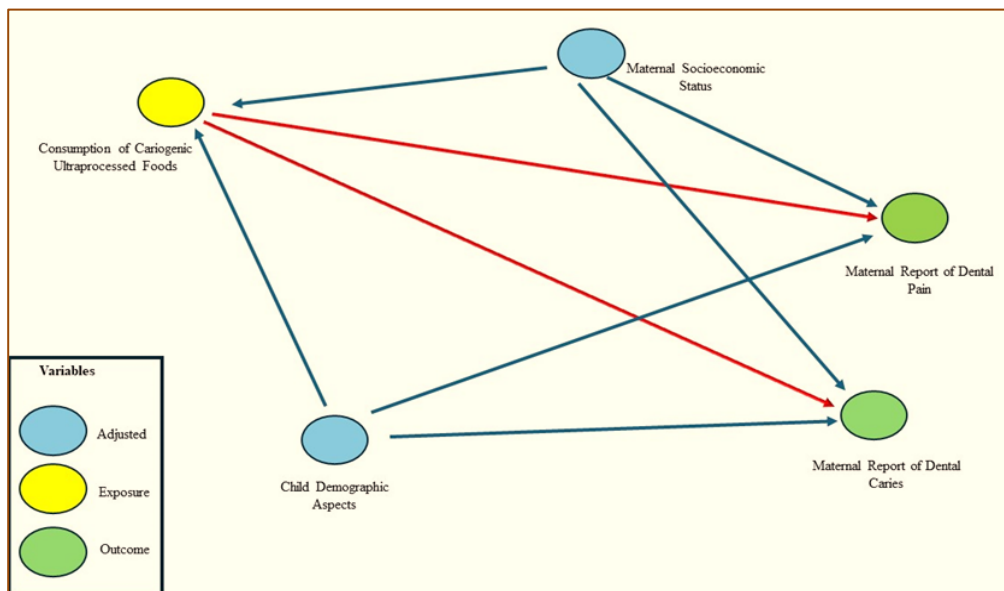 Maternal Socioeconomic
Status
Consumption of Cariogenic
Ultraprocessed Foods
Maternal Report of Dental
Pain
Variables
Adjusted
Exposure
Outcome
Child Demographic
Aspects
Maternal Report of Dental
Caries